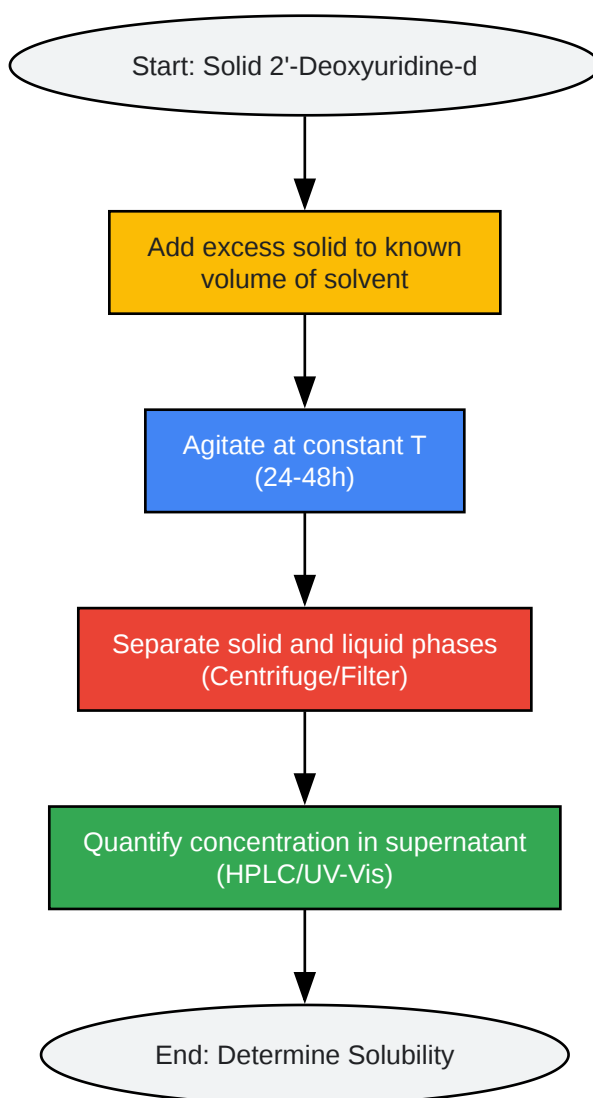 Start: Solid 2'-Deoxyuridine-d
Add excess solid to known
volume of solvent
Agitate at constant T
(24-48h)
Separate solid and liquid phases
(Centrifuge/Filter)
Quantify concentration in supernatant
(HPLC/UV-Vis)
End: Determine Solubility